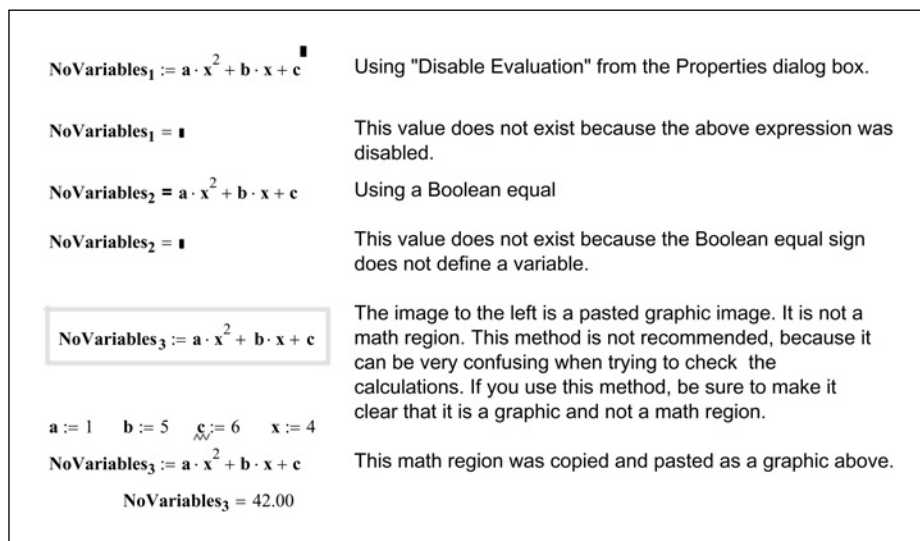 NoVariables₁ := a · x² + b · x + c▮ Using "Disable Evaluation" from the Properties dialog box.
NoVariables₁ = ▮ This value does not exist because the above expression was
disabled.
NoVariables₂ = a · x² + b · x + c Using a Boolean equal
NoVariables₂ = ▮ This value does not exist because the Boolean equal sign
does not define a variable.
The image to the left is a pasted graphic image. It is not a
NoVariables₃ := a · x² + b · x + c math region. This method is not recommended, because it
can be very confusing when trying to check the
calculations. If you use this method, be sure to make it
clear that it is a graphic and not a math region.
a := 1 b := 5 c := 6 x := 4
NoVariables₃ := a · x² + b · x + c This math region was copied and pasted as a graphic above.
NoVariables₃ = 42.00